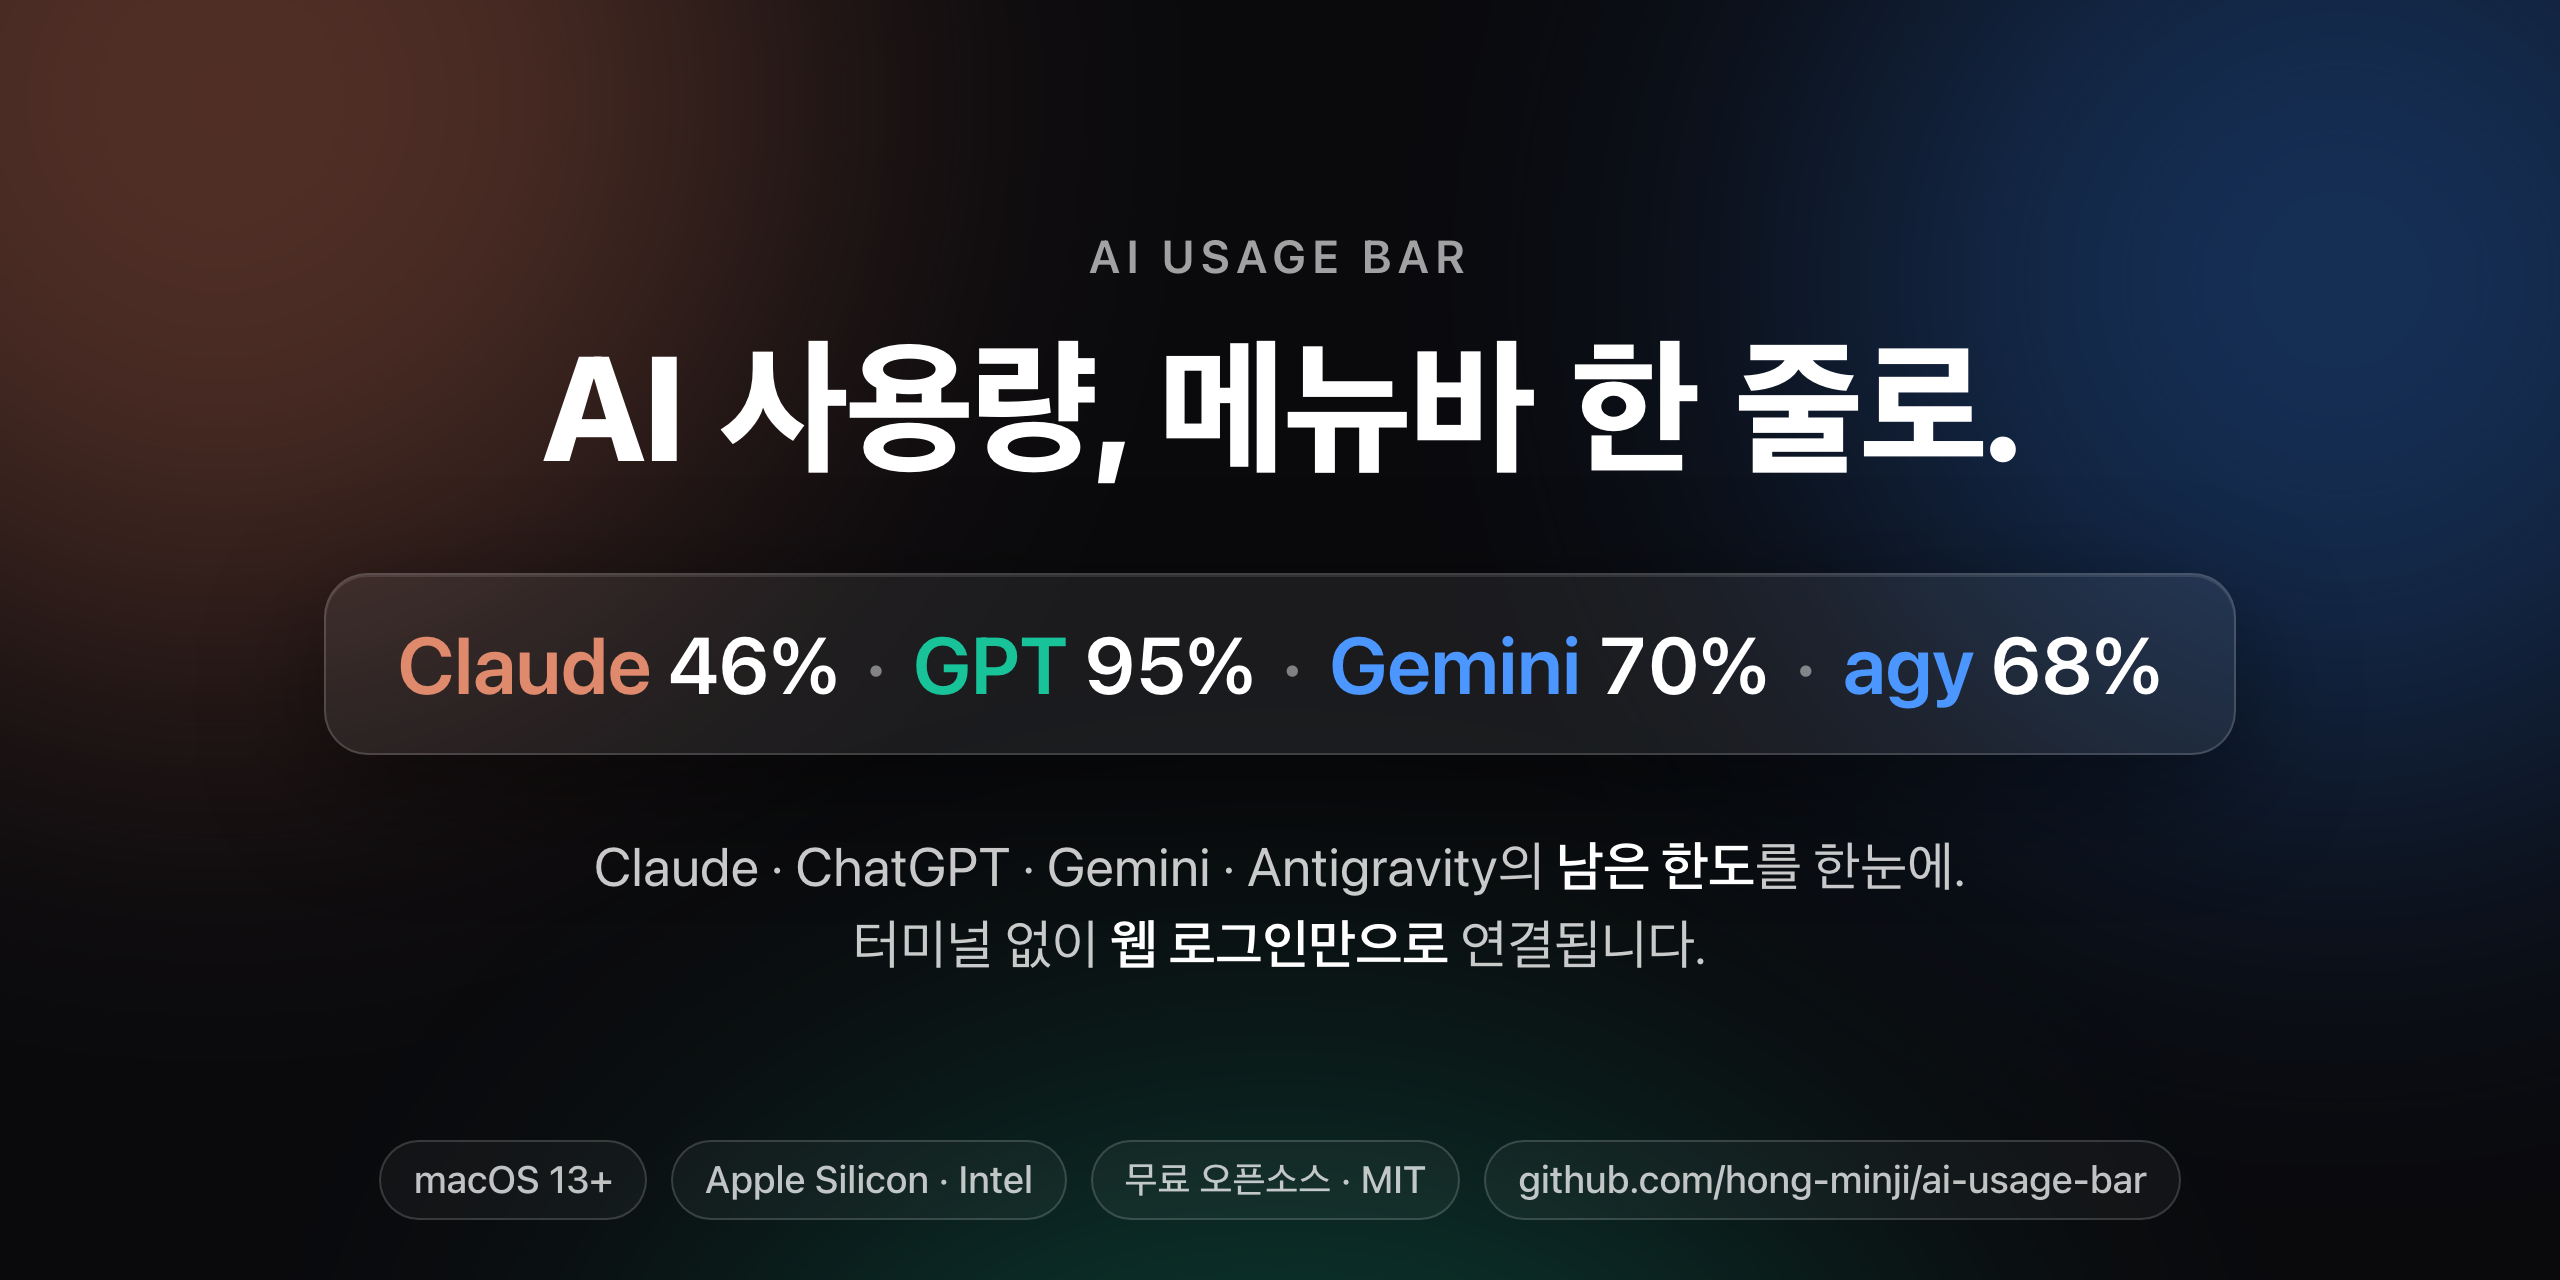 AI USAGE BAR
AI 사용량, 메뉴바 한 줄로.
Claude 46% · GPT 95% · Gemini 70% · agy 68%
Claude · ChatGPT · Gemini · Antigravity의 남은 한도를 한눈에.
터미널 없이 웹 로그인만으로 연결됩니다.
macOS 13+ Apple Silicon · Intel 무료 오픈소스 · MIT github.com/hong-minji/ai-usage-bar